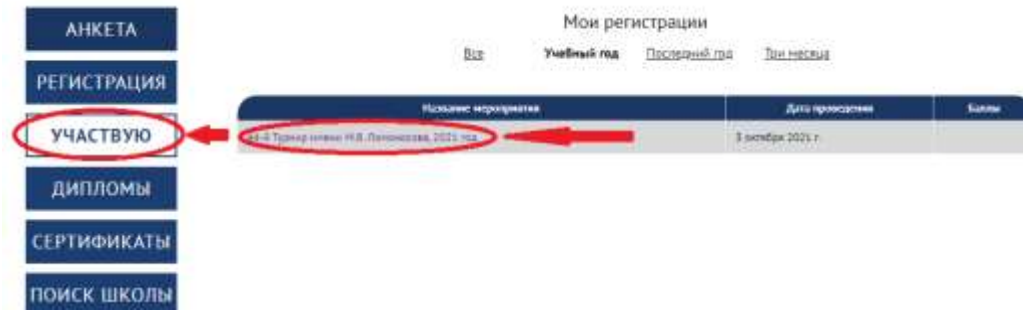 АНКЕТА
РЕГИСТРАЦИЯ
УЧАСТВУЮ
ДИПЛОМЫ
СЕРТИФИКАТЫ
ПОИСК ШКОЛЫ
Мои регистрации
Все Учебный год Последний год Три месяца
Название мероприятия Дата проведения Баллы
Турнир имени М.В. Ломоносова, 2021 год 3 октября 2021 г.